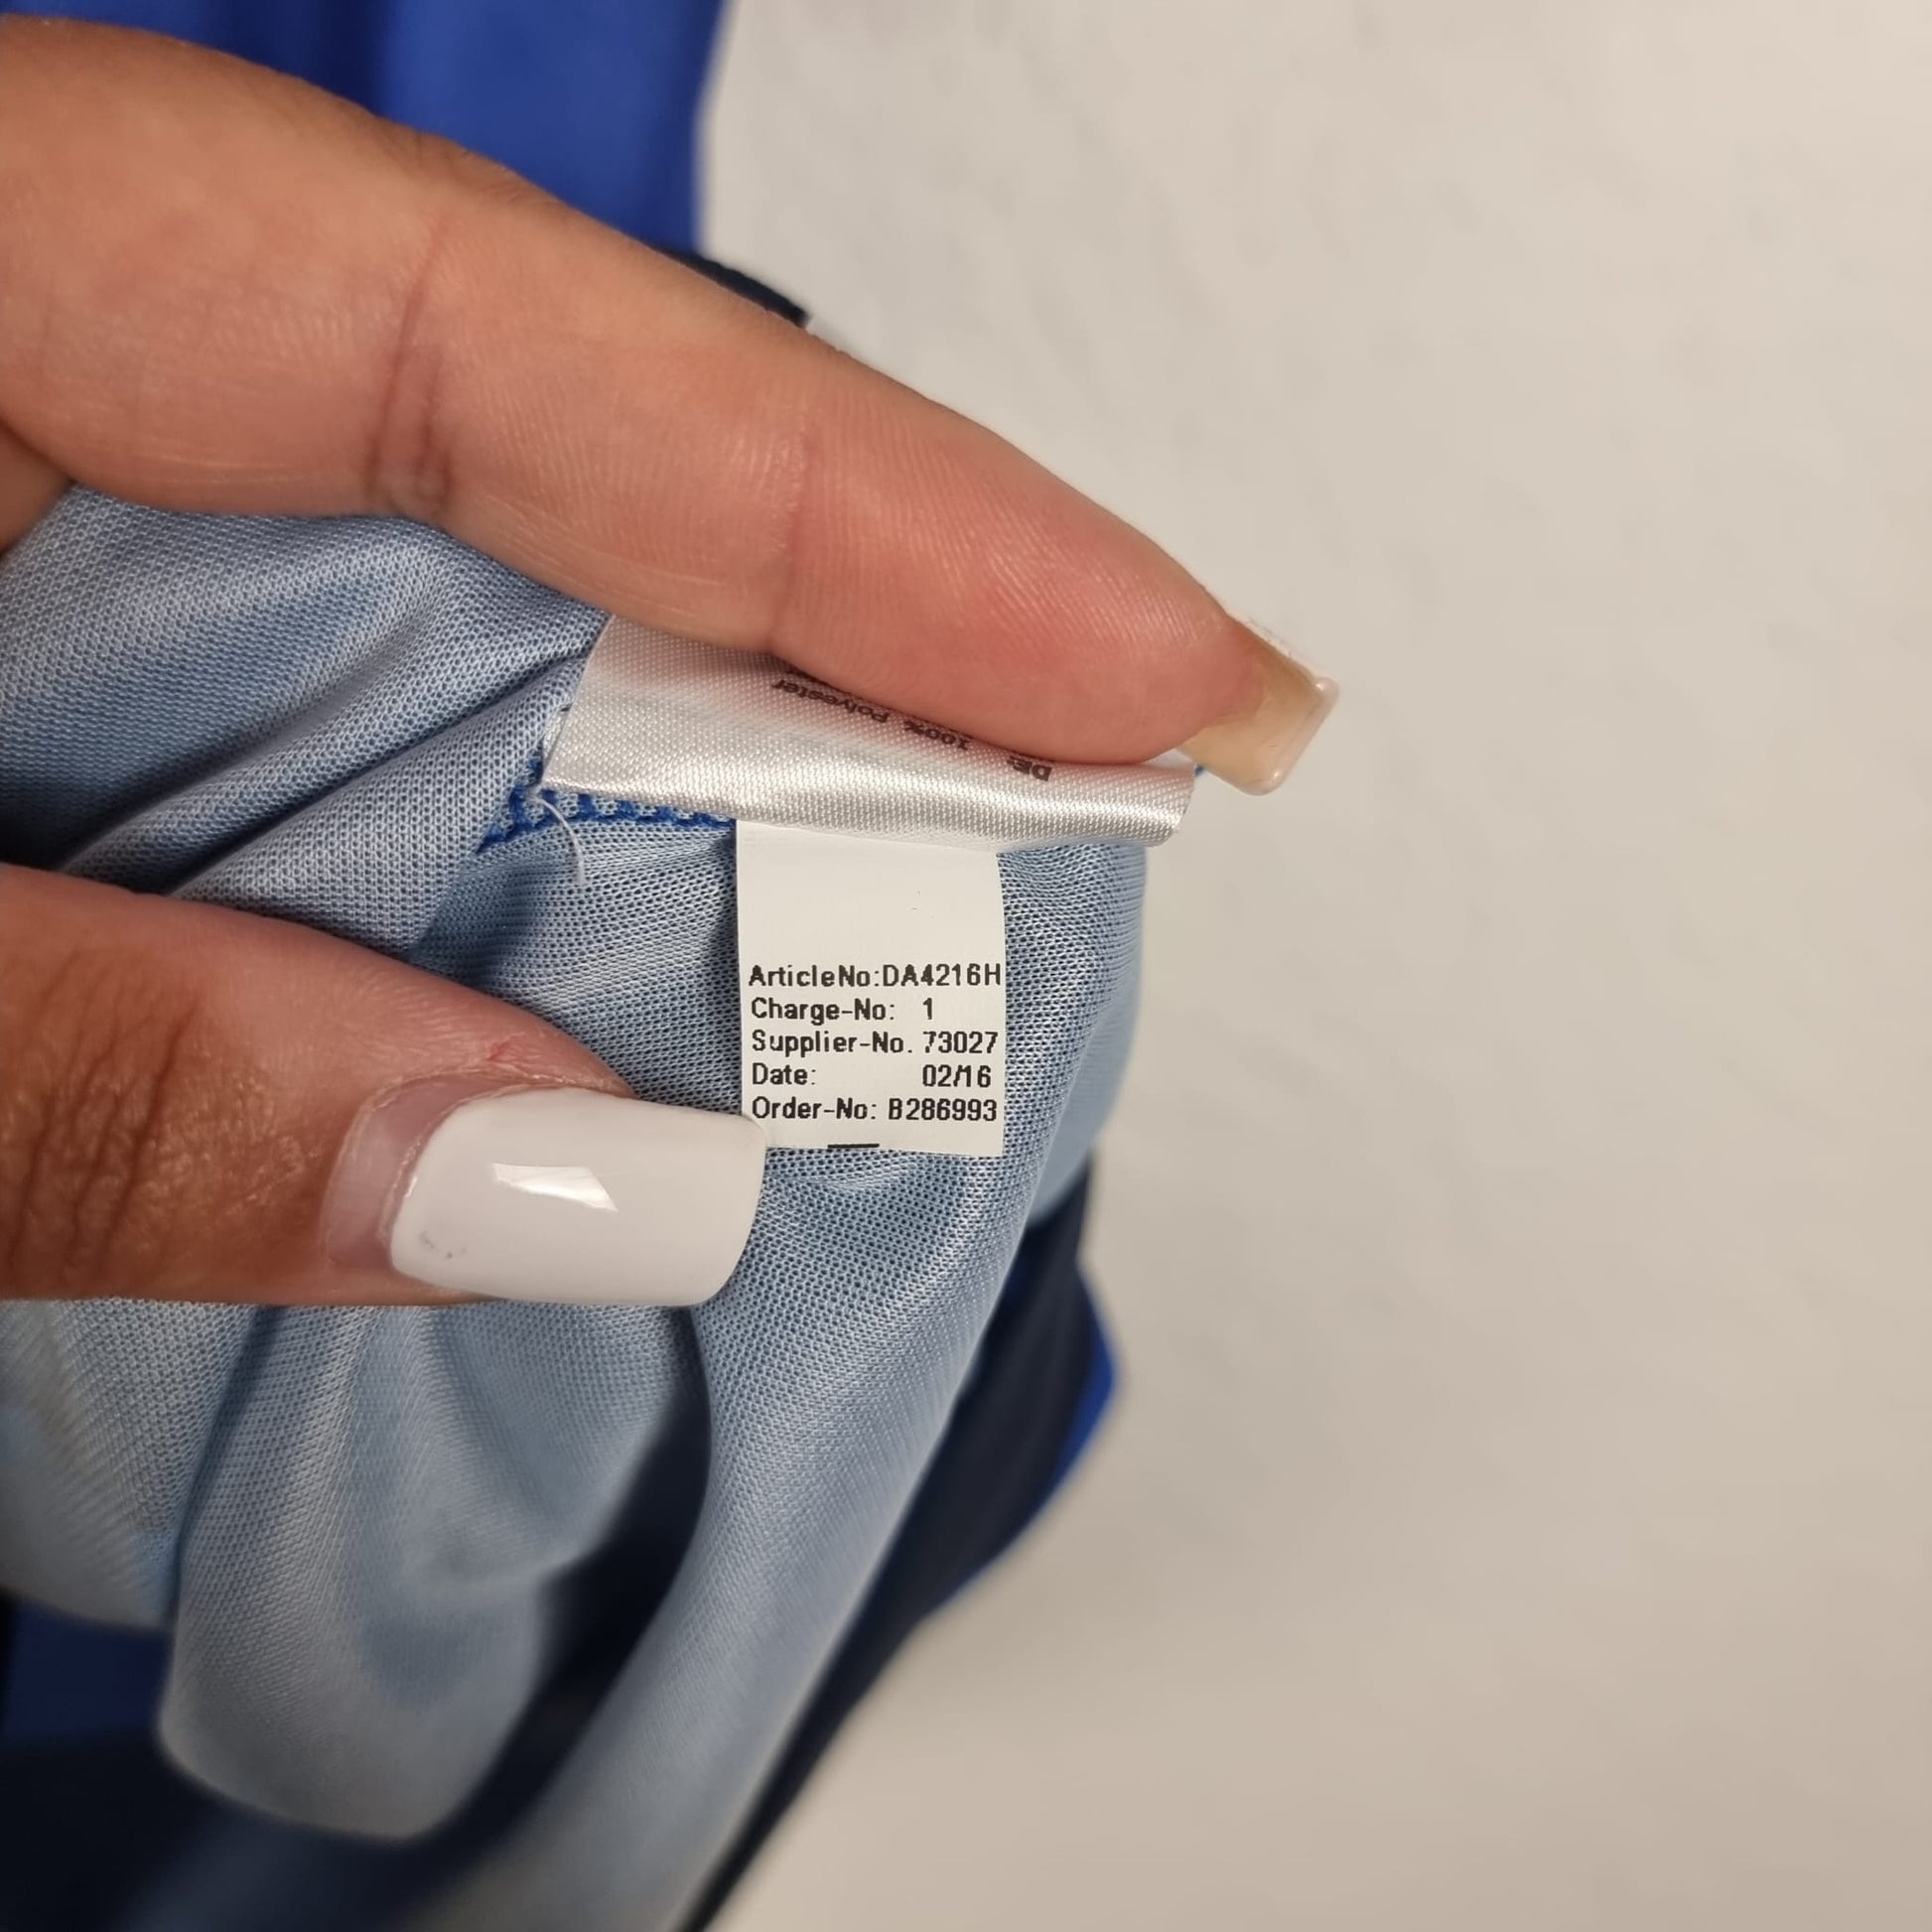 DE:
100% Polyester
ArticleNo:DA4216H
Charge-No: 1
Supplier-No. 73027
Date: 02/16
Order-No: B286993